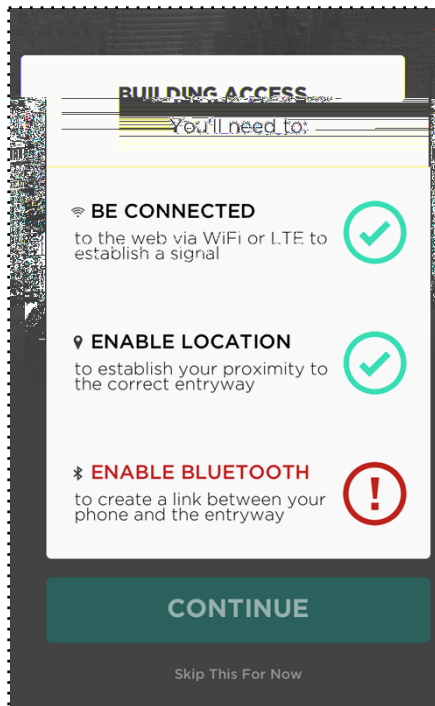 BUILDING ACCESS
You'll need to:
BE CONNECTED
to the web via WiFi or LTE to
establish a signal
ENABLE LOCATION
to establish your proximity to
the correct entryway
ENABLE BLUETOOTH
to create a link between your
phone and the entryway
CONTINUE
Skip This For Now